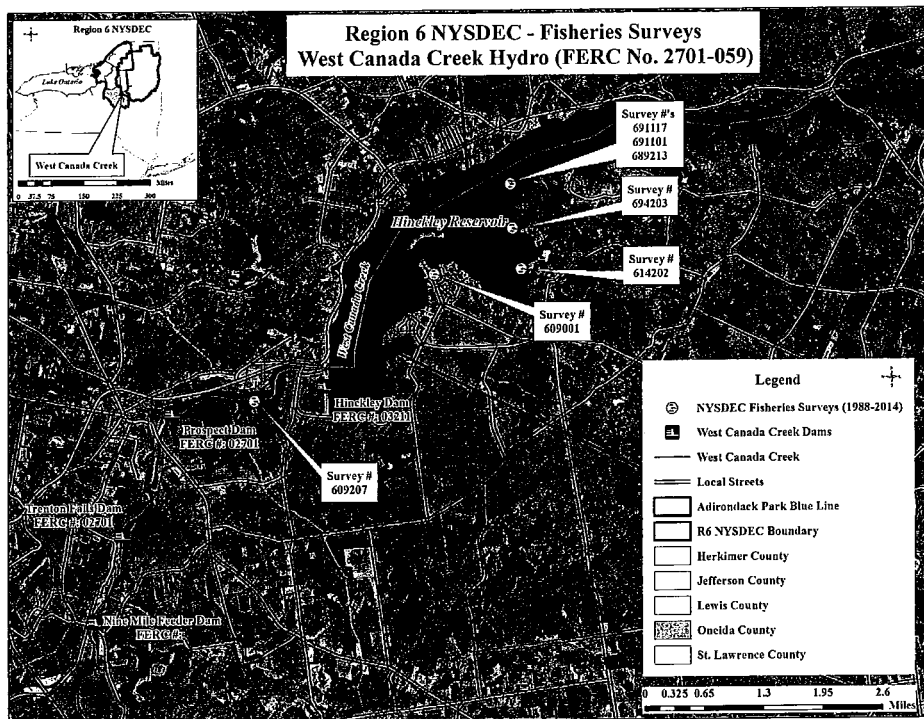 Region 6 NYSDEC - Fisheries Surveys
West Canada Creek Hydro (FERC No. 2701-059)
Lake Ontario
West Canada Creek
0 37.5 75 150 225 300
Miles
Survey #'s
691117
691101
689213
Survey #
694203
Survey #
614202
Survey #
609001
Hinckley Reservoir
West Canada Creek
Hinckley Dam
FERC #: 03211
Prospect Dam
FERC #: 02701
Survey #
609207
Trenton Falls Dam
FERC #: 02701
Nine Mile Feeder Dam
FERC #:
Legend
NYSDEC Fisheries Surveys (1988-2014)
West Canada Creek Dams
West Canada Creek
Local Streets
Adirondack Park Blue Line
R6 NYSDEC Boundary
Herkimer County
Jefferson County
Lewis County
Oneida County
St. Lawrence County
0 0.325 0.65 1.3 1.95 2.6
Miles